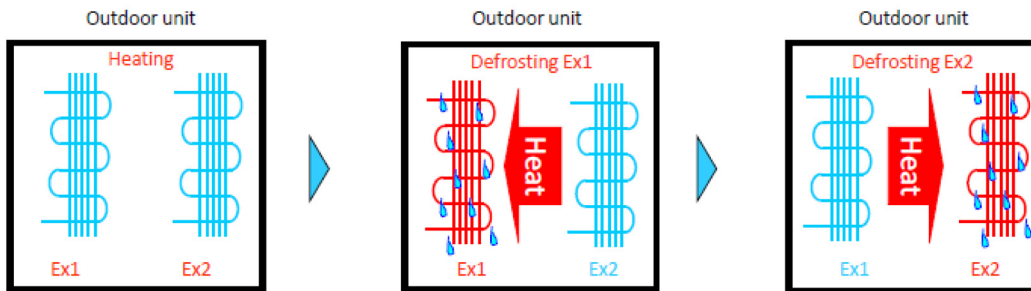 Outdoor unit
Heating
Ex1
Ex2
Outdoor unit
Defrosting Ex1
Heat
Ex1
Ex2
Outdoor unit
Defrosting Ex2
Heat
Ex1
Ex2